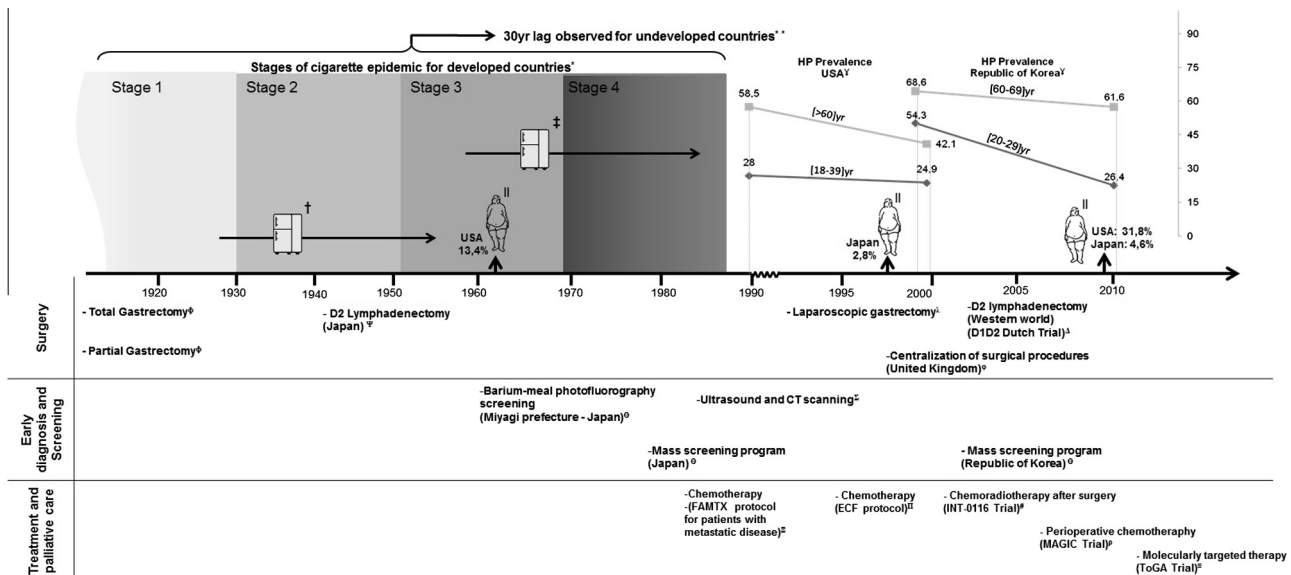 30yr lag observed for undeveloped countries**
Stages of cigarette epidemic for developed countries*
Stage 1
Stage 2
Stage 3
Stage 4
HP Prevalence
USA¥
HP Prevalence
Republic of Korea¥
58,5
[>60]yr
42.1
28
[18-39]yr
24,9
68,6
[60-69]yr
61,6
54,3
[20-29]yr
26,4
90
75
60
45
30
15
0
†
‡
II
USA
13,4%
II
Japan
2,8%
II
USA: 31,8%
Japan: 4,6%
1920
1930
1940
1950
1960
1970
1980
1990
1995
2000
2005
2010
Surgery
- Total GastrectomyΦ
- Partial GastrectomyΦ
- D2 Lymphadenectomy
(Japan) Ψ
- Laparoscopic gastrectomyλ
-D2 lymphadenectomy
(Western world)
(D1D2 Dutch Trial)Δ
-Centralization of surgical procedures
(United Kingdom)φ
Early
diagnosis and
Screening
-Barium-meal photofluorography
screening
(Miyagi prefecture - Japan)Θ
-Ultrasound and CT scanningΣ
-Mass screening program
(Japan) Θ
- Mass screening program
(Republic of Korea) Θ
Treatment and
palliative care
-Chemotherapy
-(FAMTX protocol
for patients with
metastatic disease)
- Chemotherapy
(ECF protocol)Π
- Chemoradiotherapy after surgery
(INT-0116 Trial)#
- Perioperative chemotheraphy
(MAGIC Trial)ρ
- Molecularly targeted therapy
(ToGA Trial)